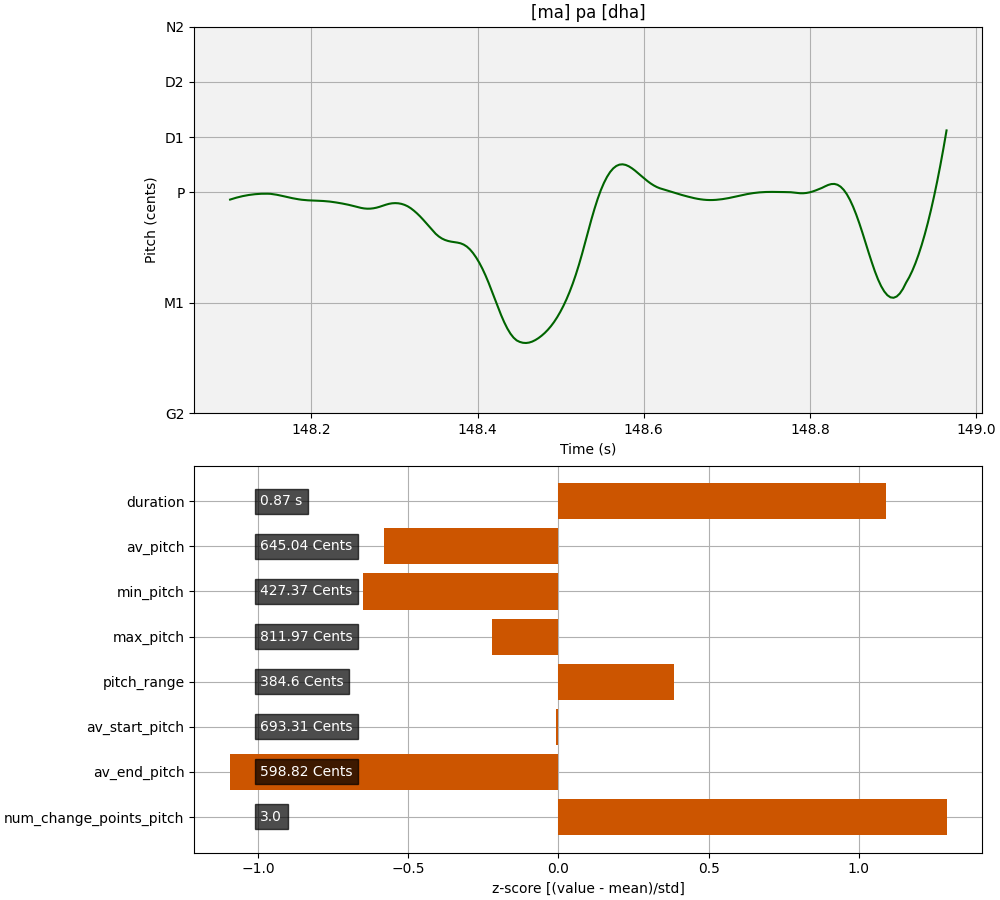 [ma] pa [dha]
N2
D2
D1
P
M1
G2
Pitch (cents)
148.2 148.4 148.6 148.8 149.0
Time (s)
duration 0.87 s
av_pitch 645.04 Cents
min_pitch 427.37 Cents
max_pitch 811.97 Cents
pitch_range 384.6 Cents
av_start_pitch 693.31 Cents
av_end_pitch 598.82 Cents
num_change_points_pitch 3.0
−1.0 −0.5 0.0 0.5 1.0
z-score [(value - mean)/std]